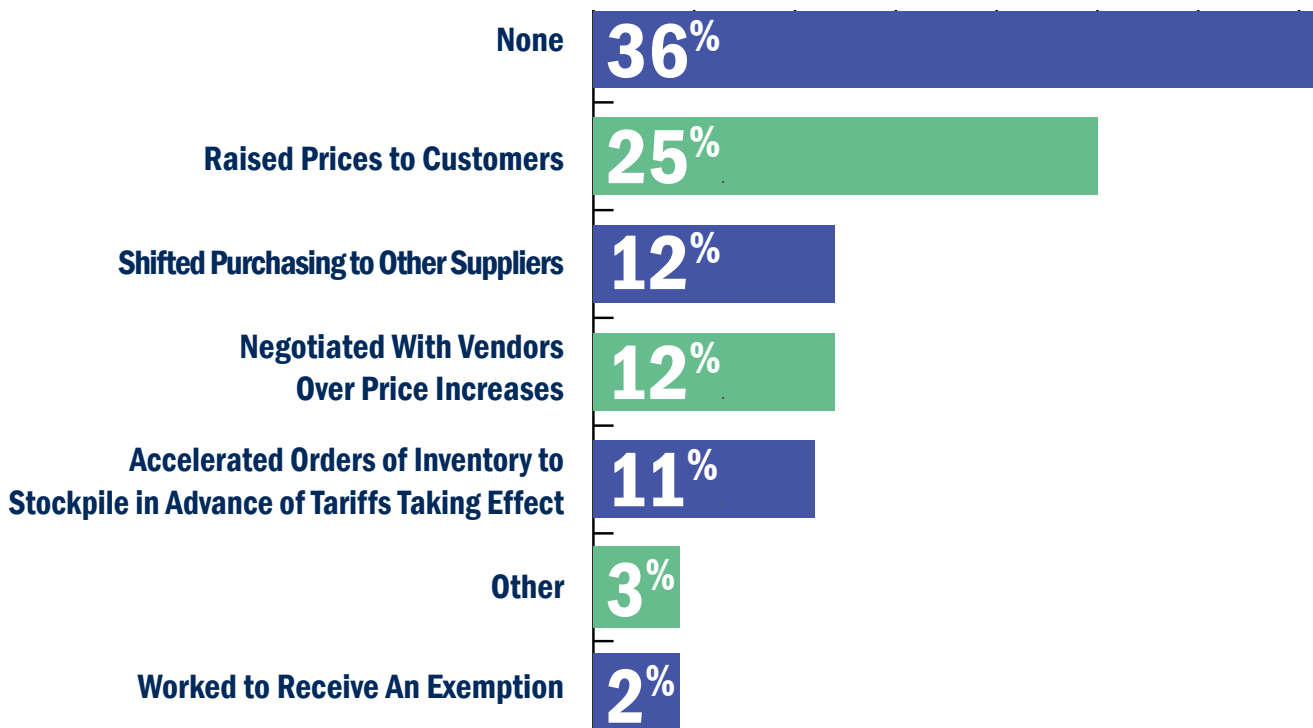 None
36%
Raised Prices to Customers
25%
Shifted Purchasing to Other Suppliers
12%
Negotiated With Vendors
Over Price Increases
12%
Accelerated Orders of Inventory to
Stockpile in Advance of Tariffs Taking Effect
11%
Other
3%
Worked to Receive An Exemption
2%